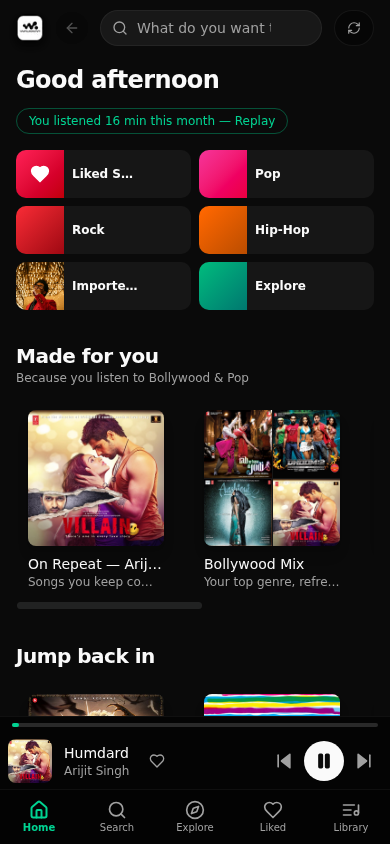 What do you want t
Good afternoon
You listened 16 min this month — Replay
Liked S...
Pop
Rock
Hip-Hop
Importe...
Explore
Made for you
Because you listen to Bollywood & Pop
VILLAIN
DHOOM:2
On Repeat — Arij...
Bollywood Mix
Songs you keep co...
Your top genre, refre...
Jump back in
Humdard
Arijit Singh
Home
Search
Explore
Liked
Library